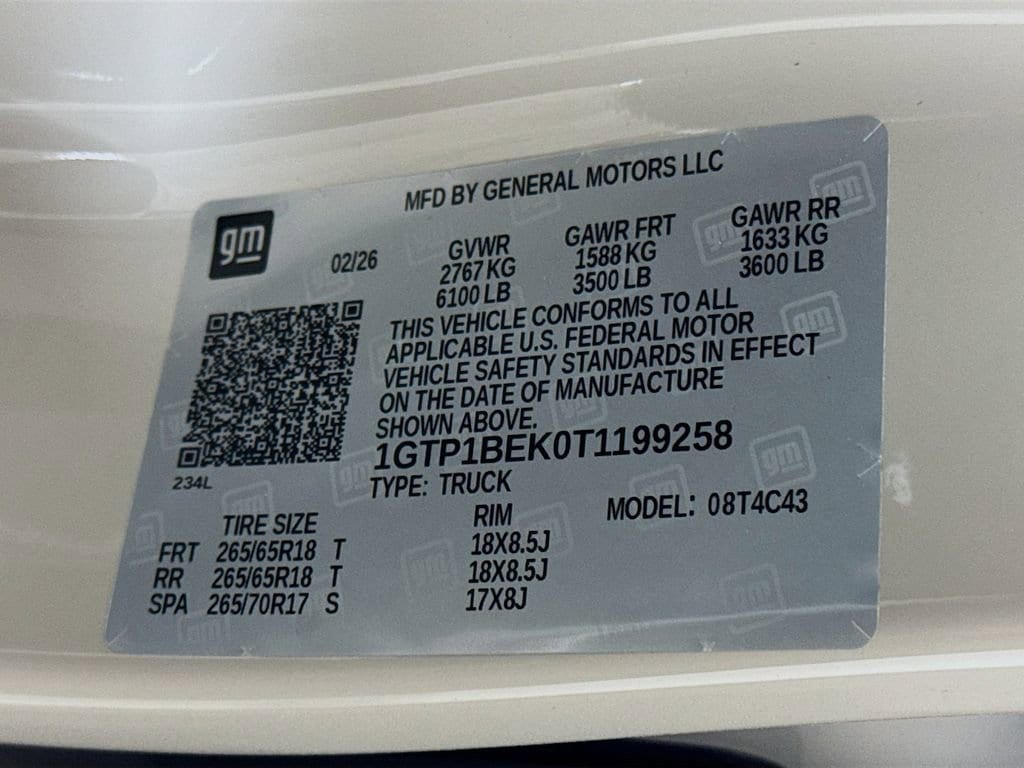 MFD BY GENERAL MOTORS LLC
gm
02/26
GVWR
2767 KG
6100 LB
GAWR FRT
1588 KG
3500 LB
GAWR RR
1633 KG
3600 LB
THIS VEHICLE CONFORMS TO ALL
APPLICABLE U.S. FEDERAL MOTOR
VEHICLE SAFETY STANDARDS IN EFFECT
ON THE DATE OF MANUFACTURE
SHOWN ABOVE.
1GTP1BEK0T1199258
234L
TYPE: TRUCK
MODEL: 08T4C43
TIRE SIZE RIM
FRT 265/65R18 T 18X8.5J
RR 265/65R18 T 18X8.5J
SPA 265/70R17 S 17X8J